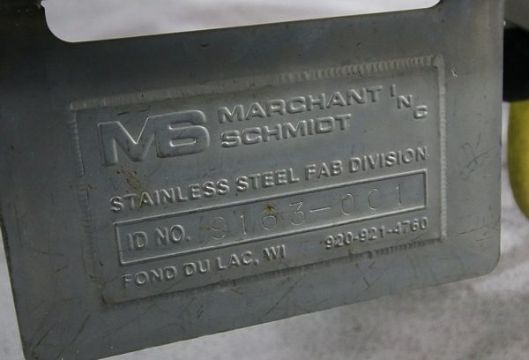 MS MARCHANT INC
SCHMIDT
STAINLESS STEEL FAB DIVISION
ID NO. 9163-001
FOND DU LAC, WI 920-921-4760